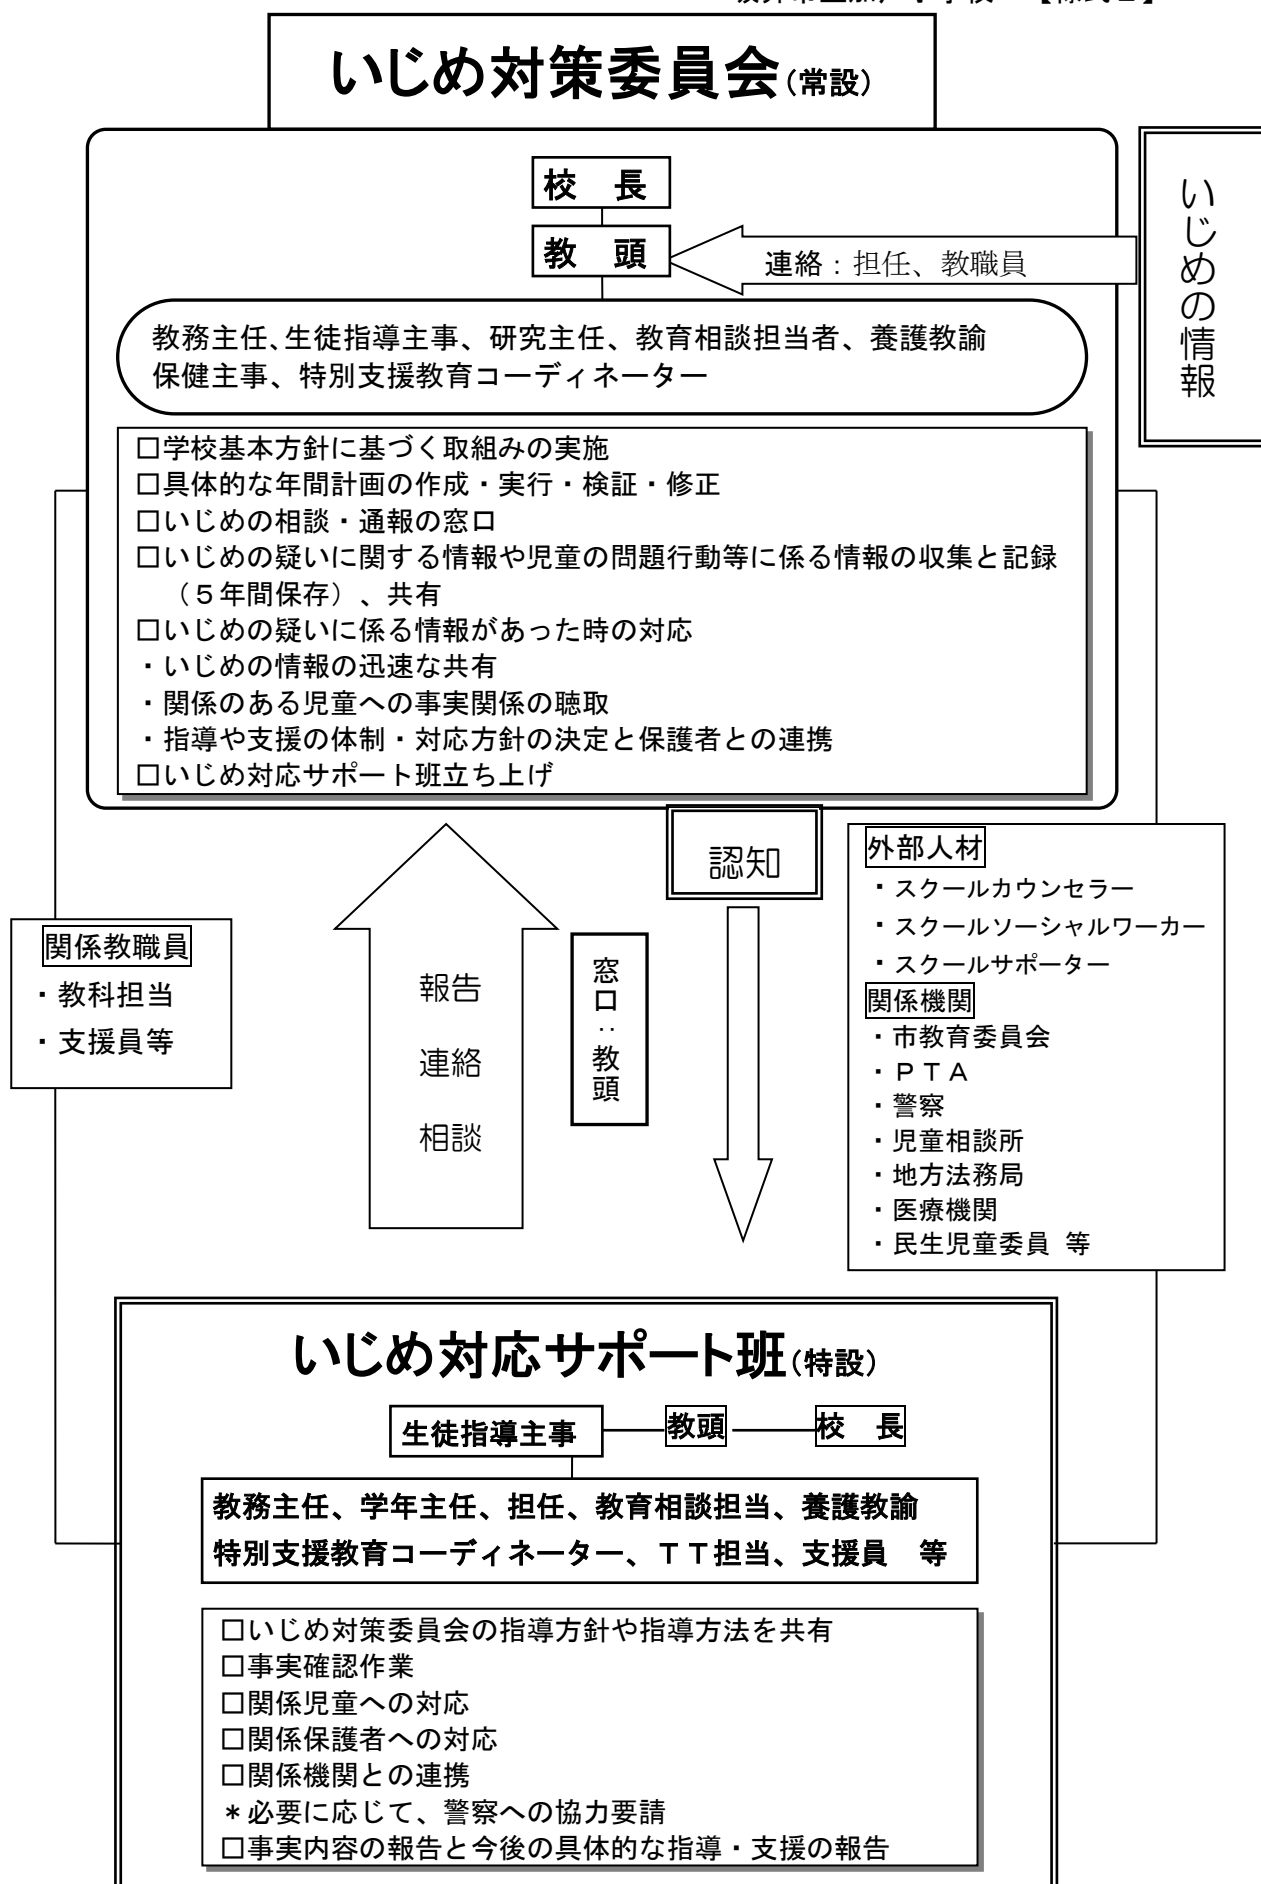 いじめ対策委員会(常設)
校　長
教　頭
連絡：担任、教職員
いじめの情報
教務主任、生徒指導主事、研究主任、教育相談担当者、養護教諭
保健主事、特別支援教育コーディネーター
□学校基本方針に基づく取組みの実施
□具体的な年間計画の作成・実行・検証・修正
□いじめの相談・通報の窓口
□いじめの疑いに関する情報や児童の問題行動等に係る情報の収集と記録
（５年間保存）、共有
□いじめの疑いに係る情報があった時の対応
・いじめの情報の迅速な共有
・関係のある児童への事実関係の聴取
・指導や支援の体制・対応方針の決定と保護者との連携
□いじめ対応サポート班立ち上げ
認知
関係教職員
・教科担当
・支援員等
報告
連絡
相談
窓口：教頭
外部人材
・スクールカウンセラー
・スクールソーシャルワーカー
・スクールサポーター
関係機関
・市教育委員会
・ＰＴＡ
・警察
・児童相談所
・地方法務局
・医療機関
・民生児童委員 等
いじめ対応サポート班(特設)
生徒指導主事
教頭
校　長
教務主任、学年主任、担任、教育相談担当、養護教諭
特別支援教育コーディネーター、ＴＴ担当、支援員　等
□いじめ対策委員会の指導方針や指導方法を共有
□事実確認作業
□関係児童への対応
□関係保護者への対応
□関係機関との連携
＊必要に応じて、警察への協力要請
□事実内容の報告と今後の具体的な指導・支援の報告